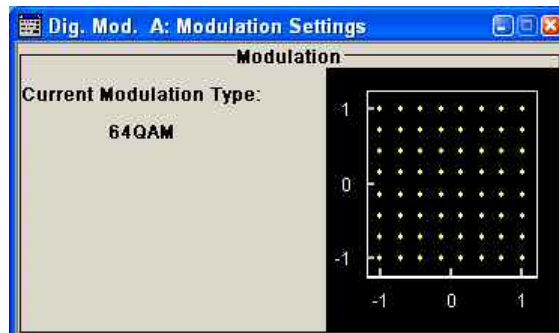 Dig. Mod. A: Modulation Settings
Modulation
Current Modulation Type:
64QAM
1
0
-1
-1 0 1